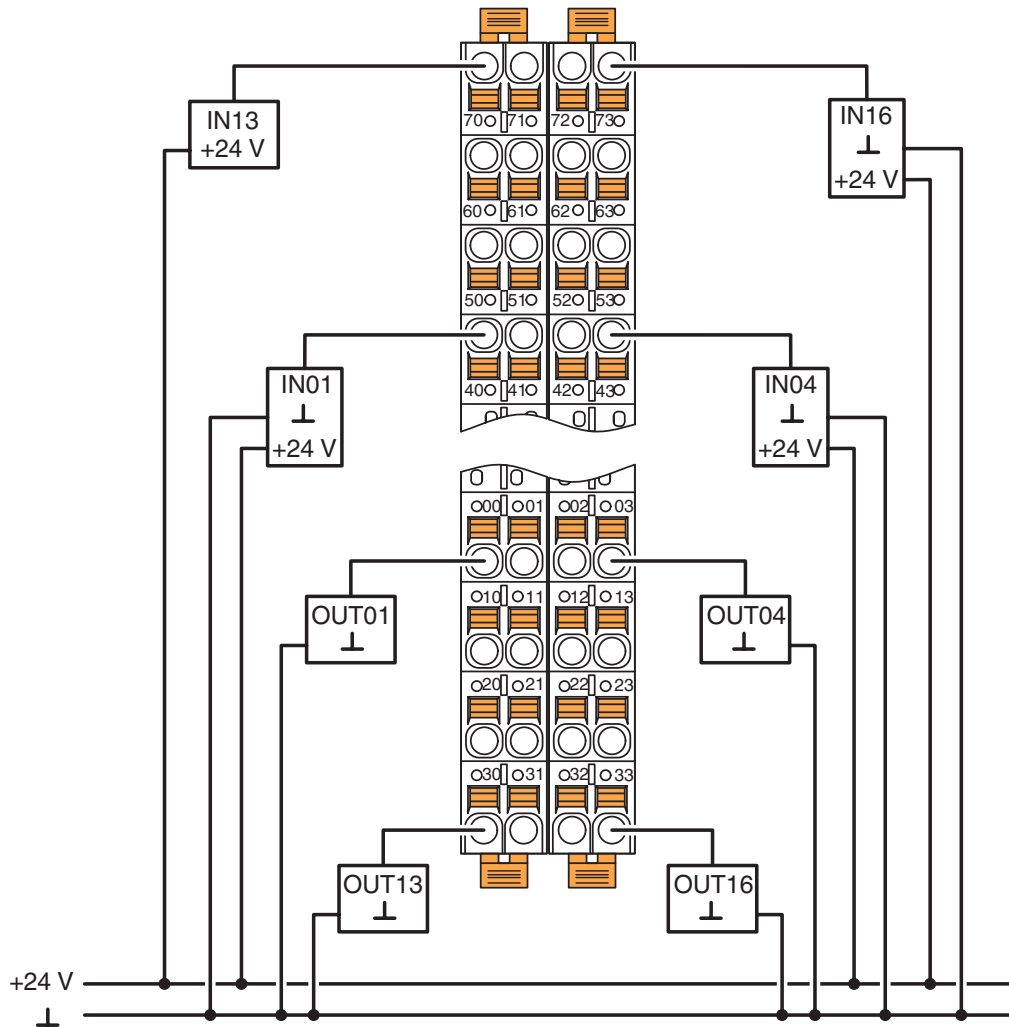 70 71 72 73
IN13
+24 V
IN16
+24 V
60 61 62 63
50 51 52 53
IN01
+24 V
IN04
+24 V
40 41 42 43
00 01 02 03
10 11 12 13
OUT01
OUT04
20 21 22 23
30 31 32 33
OUT13
OUT16
+24 V